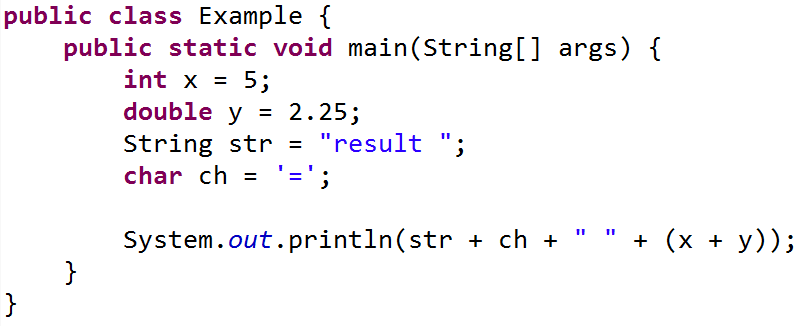 public class Example {
    public static void main(String[] args) {
        int x = 5;
        double y = 2.25;
        String str = "result ";
        char ch = '=';

        System.out.println(str + ch + " " + (x + y));
    }
}